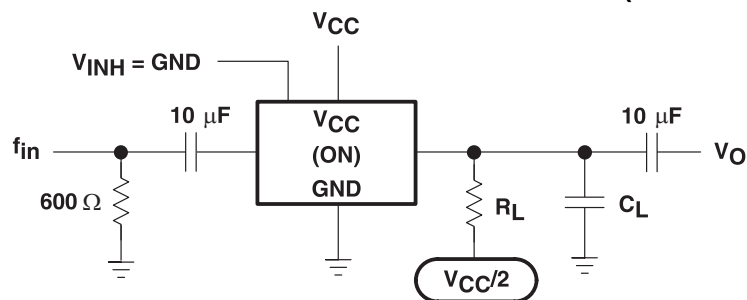 VCC
VINH = GND
10 μF
VCC
10 μF
fin
(ON)
VO
GND
600 Ω
RL
CL
VCC/2